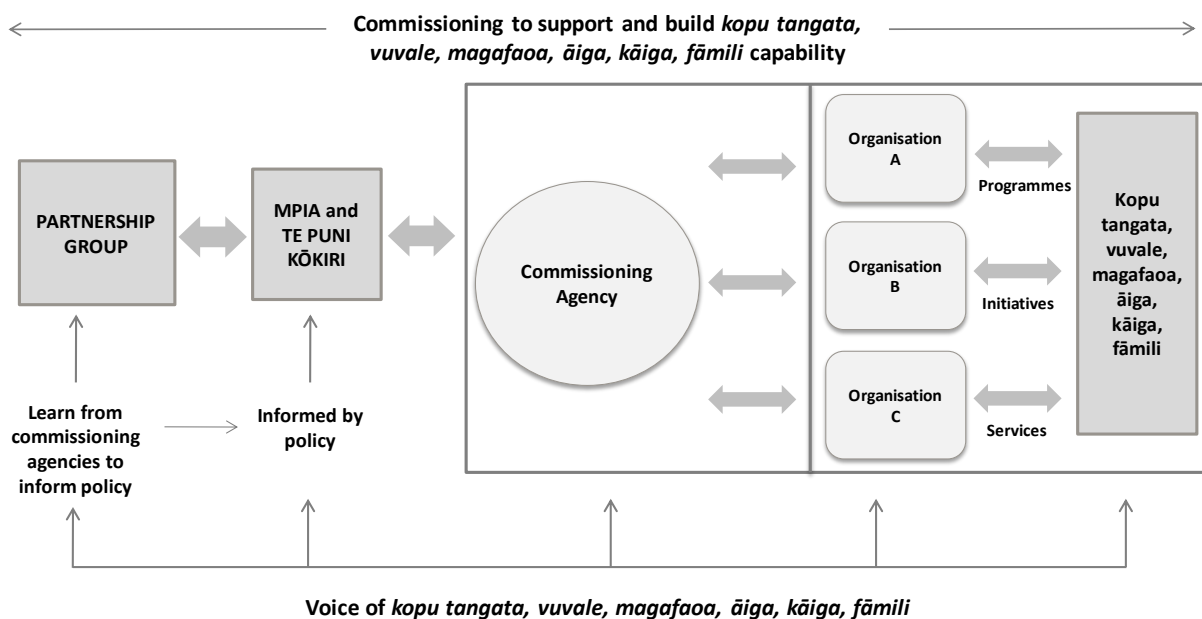 Commissioning to support and build kopu tangata,
vuvale, magafaoa, āiga, kāiga, fāmili capability
PARTNERSHIP
GROUP
MPIA and
TE PUNI
KŌKIRI
Commissioning
Agency
Organisation
A
Programmes
Organisation
B
Initiatives
Organisation
C
Services
Kopu
tangata,
vuvale,
magafaoa,
āiga,
kāiga,
fāmili
Learn from
commissioning
agencies to
inform policy
Informed by
policy
Voice of kopu tangata, vuvale, magafaoa, āiga, kāiga, fāmili